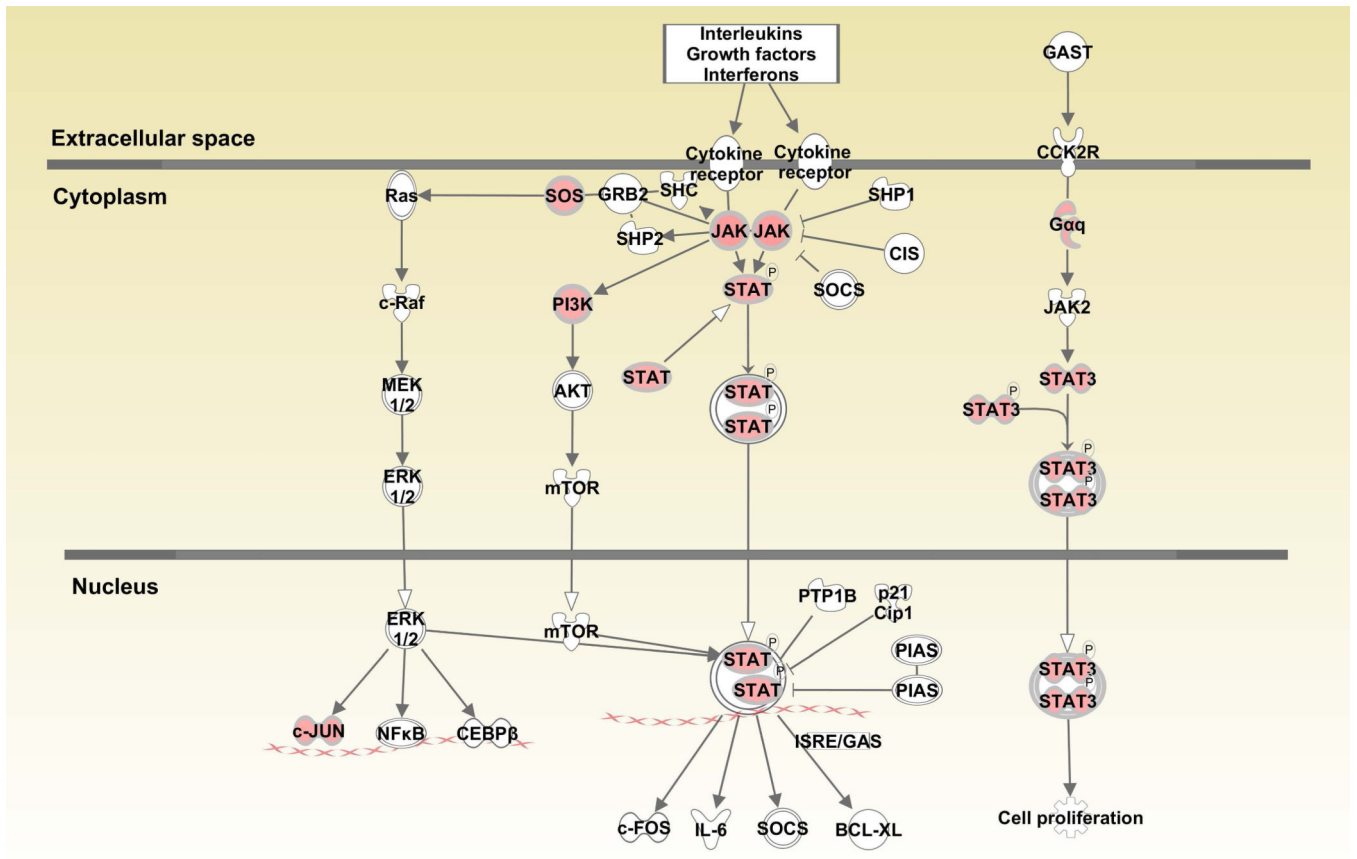 Interleukins
Growth factors
Interferons
GAST
Extracellular space
Cytokine
receptor
Cytokine
receptor
CCK2R
Cytoplasm
Ras
SOS
GRB2
SHC
SHP1
SHP2
JAK
JAK
Gαq
CIS
c-Raf
PI3K
STAT
P
SOCS
JAK2
MEK
1/2
AKT
STAT
STAT
P
STAT
P
STAT3
STAT3
P
ERK
1/2
mTOR
STAT3
P
STAT3
P
Nucleus
PTP1B
p21
Cip1
ERK
1/2
mTOR
STAT
P
STAT
P
PIAS
PIAS
STAT3
P
STAT3
P
c-JUN
NFκB
CEBPβ
ISRE/GAS
c-FOS
IL-6
SOCS
BCL-XL
Cell proliferation